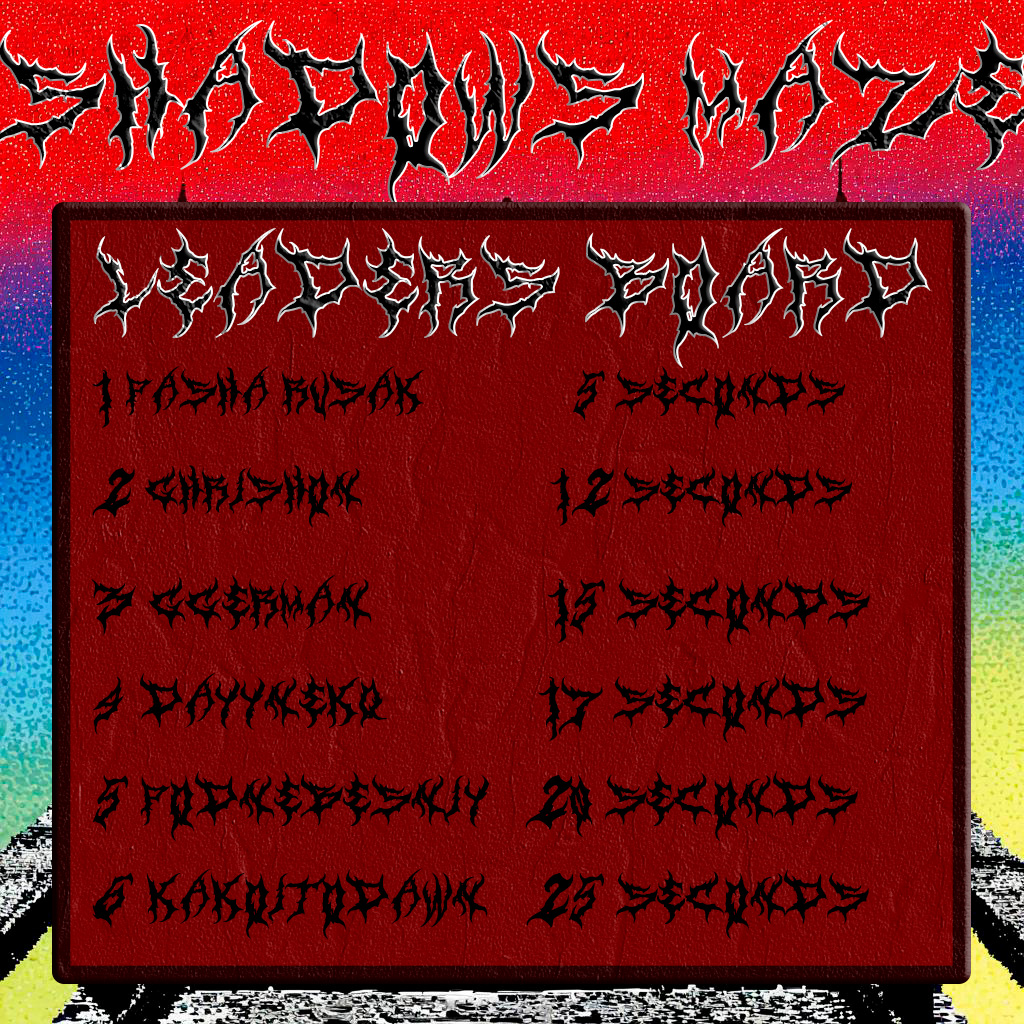 SHADOWS MAZE
LEADERS BOARD
1 PASHA RUSAK 5 SECONDS
2 CHRISHON 12 SECONDS
3 GGERMAN 15 SECONDS
4 DAYYNEKO 17 SECONDS
5 PODNEBESNIY 20 SECONDS
6 KAKOITODAWN 25 SECONDS